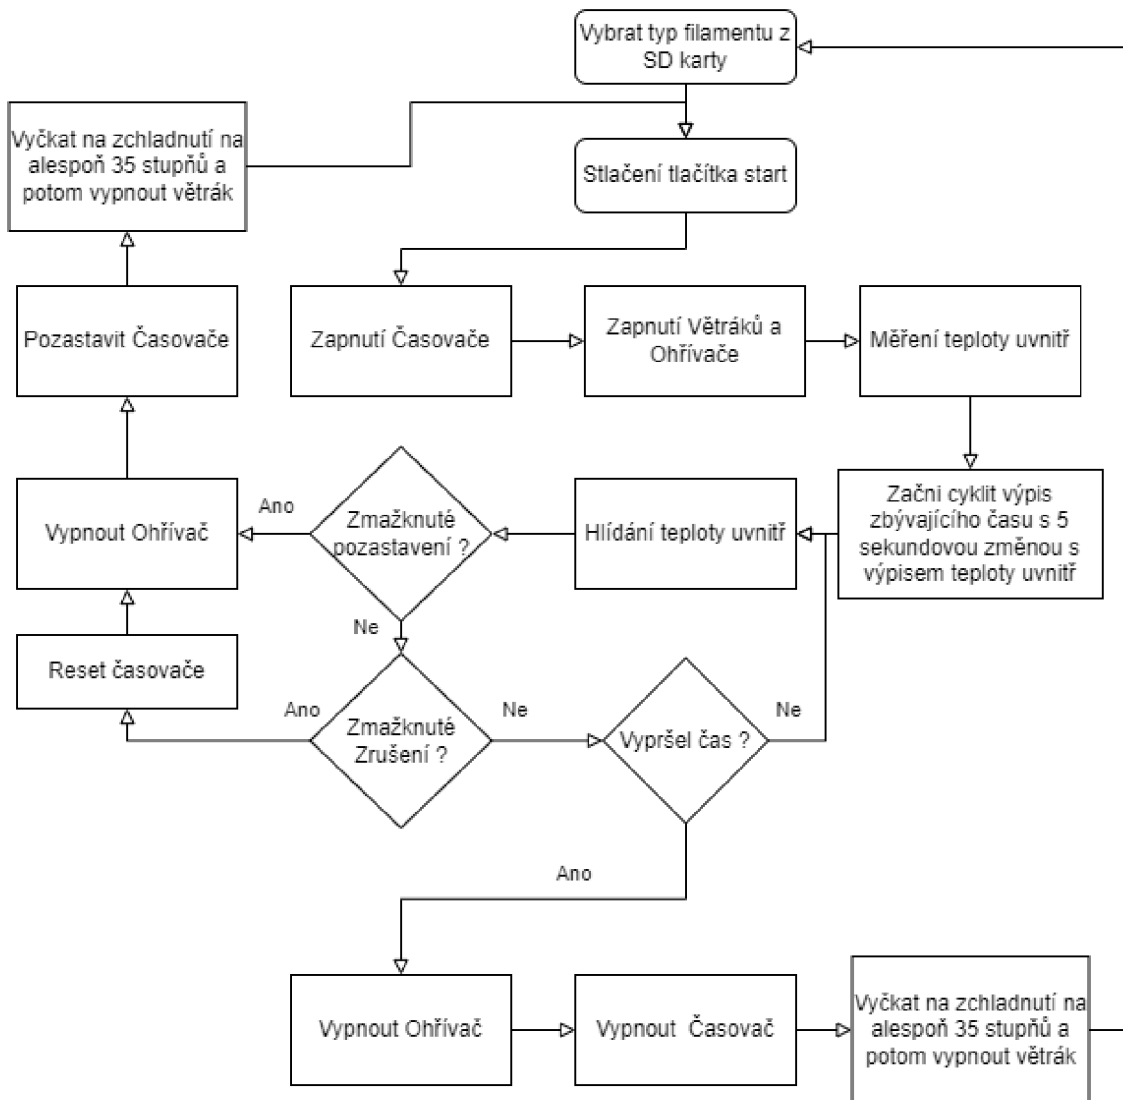 Vybrat typ filamentu z
SD karty
Vyčkat na zchladnutí na
alespoň 35 stupňů a
potom vypnout větrák
Stlačení tlačítka start
Pozastavit Časovače
Zapnutí Časovače
Zapnutí Větráků a
Ohřívače
Měření teploty uvnitř
Vypnout Ohřívač
Ano
Zmažknuté
pozastavení ?
Hlídání teploty uvnitř
Začni cyklit výpis
zbývajícího času s 5
sekundovou změnou s
výpisem teploty uvnitř
Ne
Reset časovače
Ano
Zmažknuté
Zrušení ?
Ne
Vypršel čas ?
Ne
Ano
Vypnout Ohřívač
Vypnout  Časovač
Vyčkat na zchladnutí na
alespoň 35 stupňů a
potom vypnout větrák